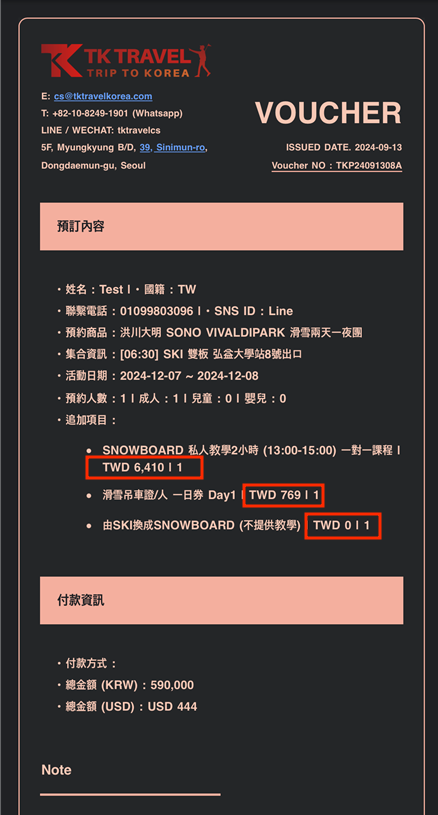 TK TRAVEL
TRIP TO KOREA
E: cs@tktravelkorea.com
T: +82-10-8249-1901 (Whatsapp)
LINE / WECHAT: tktravelcs
5F, Myungkyung B/D, 39, Sinimun-ro,
Dongdaemun-gu, Seoul
VOUCHER
ISSUED DATE. 2024-09-13
Voucher NO : TKP24091308A
預訂內容
・姓名 : Test l・國籍 : TW
・聯繫電話 : 01099803096 l・SNS ID : Line
・預約商品 : 洪川大明 SONO VIVALDIPARK 滑雪兩天一夜團
・集合資訊 : [06:30] SKI 雙板 弘益大學站8號出口
・活動日期 : 2024-12-07 ~ 2024-12-08
・預約人數 : 1 l 成人 : 1 l 兒童 : 0 l 嬰兒 : 0
・追加項目 :
• SNOWBOARD 私人教學2小時 (13:00-15:00) 一對一課程 l
TWD 6,410 l 1
• 滑雪吊車證/人 一日券 Day1 l TWD 769 l 1
• 由SKI換成SNOWBOARD (不提供教學) TWD 0 l 1
付款資訊
・付款方式 :
・總金額 (KRW) : 590,000
・總金額 (USD) : USD 444
Note